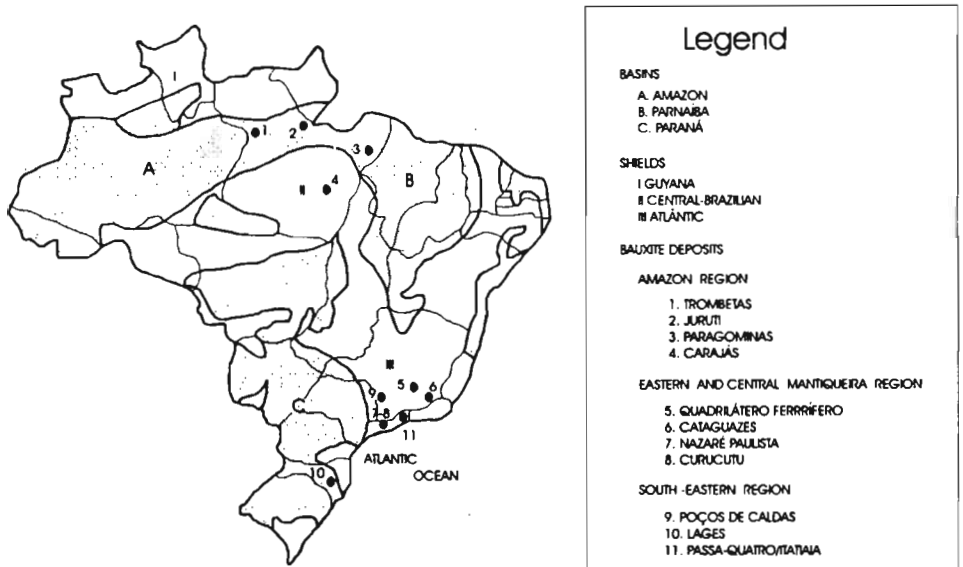 I
1
2
3
A
II
4
B
III
5
6
9
7-8
C
11
ATLANTIC
OCEAN
10
Legend
BASINS
A. AMAZON
B. PARNAÍBA
C. PARANÁ
SHIELDS
I GUYANA
II CENTRAL-BRAZILIAN
III ATLÂNTIC
BAUXITE DEPOSITS
AMAZON REGION
1. TROMBETAS
2. JURUTI
3. PARAGOMINAS
4. CARAJÁS
EASTERN AND CENTRAL MANTIQUEIRA REGION
5. QUADRILÁTERO FERRRÍFERO
6. CATAGUAZES
7. NAZARÉ PAULISTA
8. CURUCUTU
SOUTH-EASTERN REGION
9. POÇOS DE CALDAS
10. LAGES
11. PASSA-QUATRO/ITATIAIA